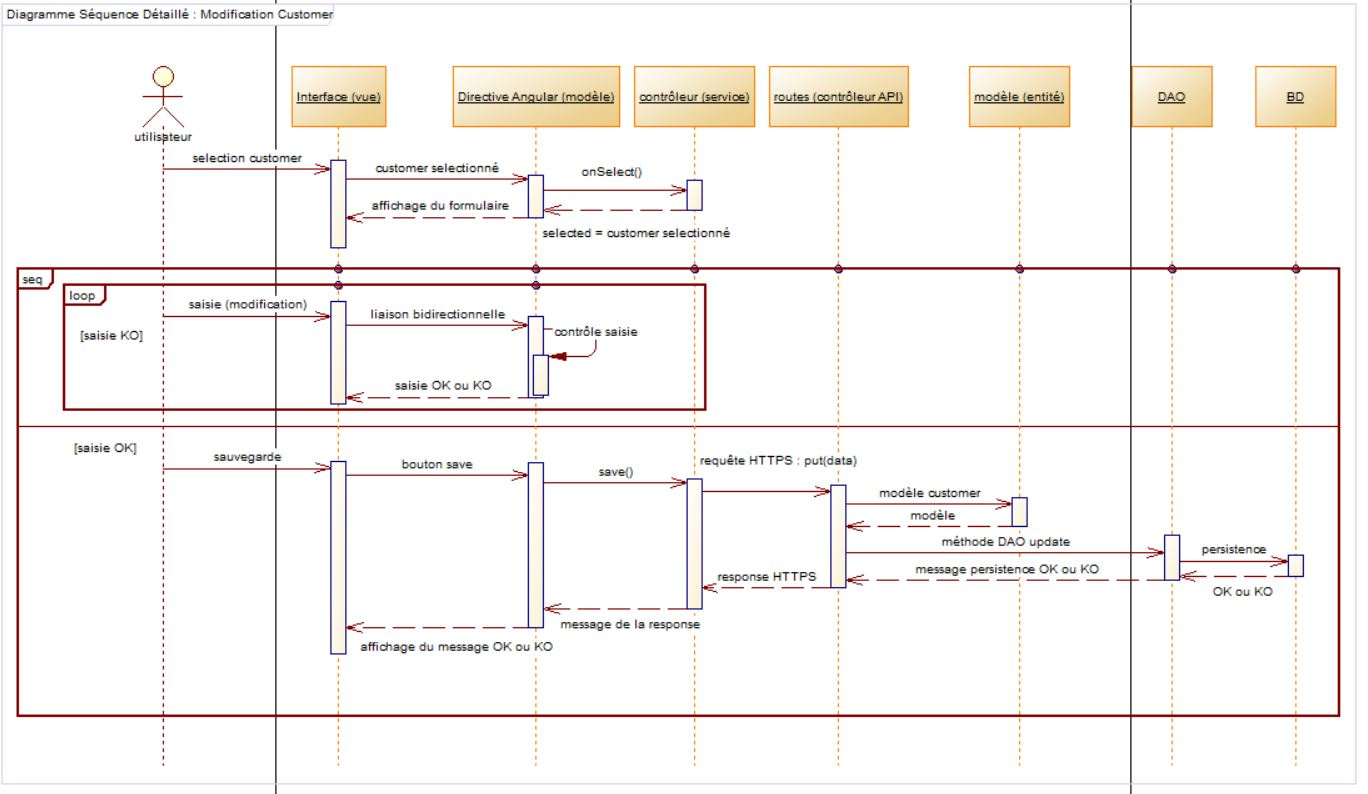 Diagramme Séquence Détaillé : Modification Customer
utilisateur
Interface (vue)
Directive Angular (modèle)
contrôleur (service)
routes (contrôleur API)
modèle (entité)
DAO
BD
selection customer
customer selectionné
onSelect()
affichage du formulaire
selected = customer selectionné
seq
loop
saisie (modification)
liaison bidirectionnelle
[saisie KO]
contrôle saisie
saisie OK ou KO
[saisie OK]
sauvegarde
bouton save
save()
requête HTTPS : put(data)
modèle customer
modèle
méthode DAO update
persistence
message persistence OK ou KO
response HTTPS
OK ou KO
message de la response
affichage du message OK ou KO